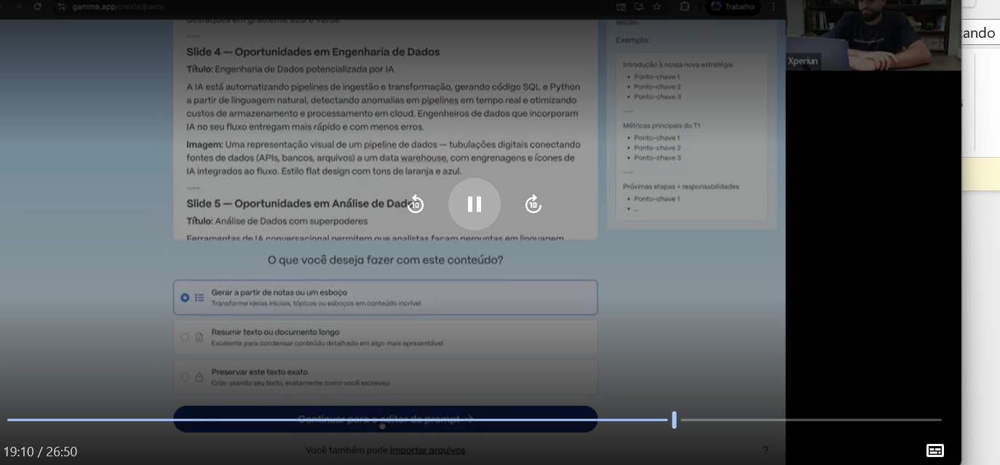 gamma.app/create/paste
Trabalho
destaques em gradiente azul e verde.
Slide 4 — Oportunidades em Engenharia de Dados
Título: Engenharia de Dados potencializada por IA
A IA está automatizando pipelines de ingestão e transformação, gerando código SQL e Python
a partir de linguagem natural, detectando anomalias em pipelines em tempo real e otimizando
custos de armazenamento e processamento em cloud. Engenheiros de dados que incorporam
IA no seu fluxo entregam mais rápido e com menos erros.
Imagem: Uma representação visual de um pipeline de dados — tubulações digitais conectando
fontes de dados (APIs, bancos, arquivos) a um data warehouse, com engrenagens e ícones de
IA integrados ao fluxo. Estilo flat design com tons de laranja e azul.
Slide 5 — Oportunidades em Análise de Dado
Título: Análise de Dados com superpoderes
Ferramentas de IA conversacional permitem que analistas façam perguntas em linguagem
seção.
Exemplo:
Introdução à nossa nova estratégia
• Ponto-chave 1
• Ponto-chave 2
• Ponto-chave 3
Métricas principais do T1
• Ponto-chave 1
• Ponto-chave 2
• Ponto-chave 3
Próximas etapas + responsabilidades
• Ponto-chave 1
• ...
Xperiun
tando
s
10
10
O que você deseja fazer com este conteúdo?
Gerar a partir de notas ou um esboço
Transforme ideias iniciais, tópicos ou esboços em conteúdo incrível
Resumir texto ou documento longo
Excelente para condensar conteúdo detalhado em algo mais apresentável
Preservar este texto exato
Criar usando seu texto, exatamente como você escreveu
Continuar para o editor de prompt →
Você também pode importar arquivos
?
19:10 / 26:50